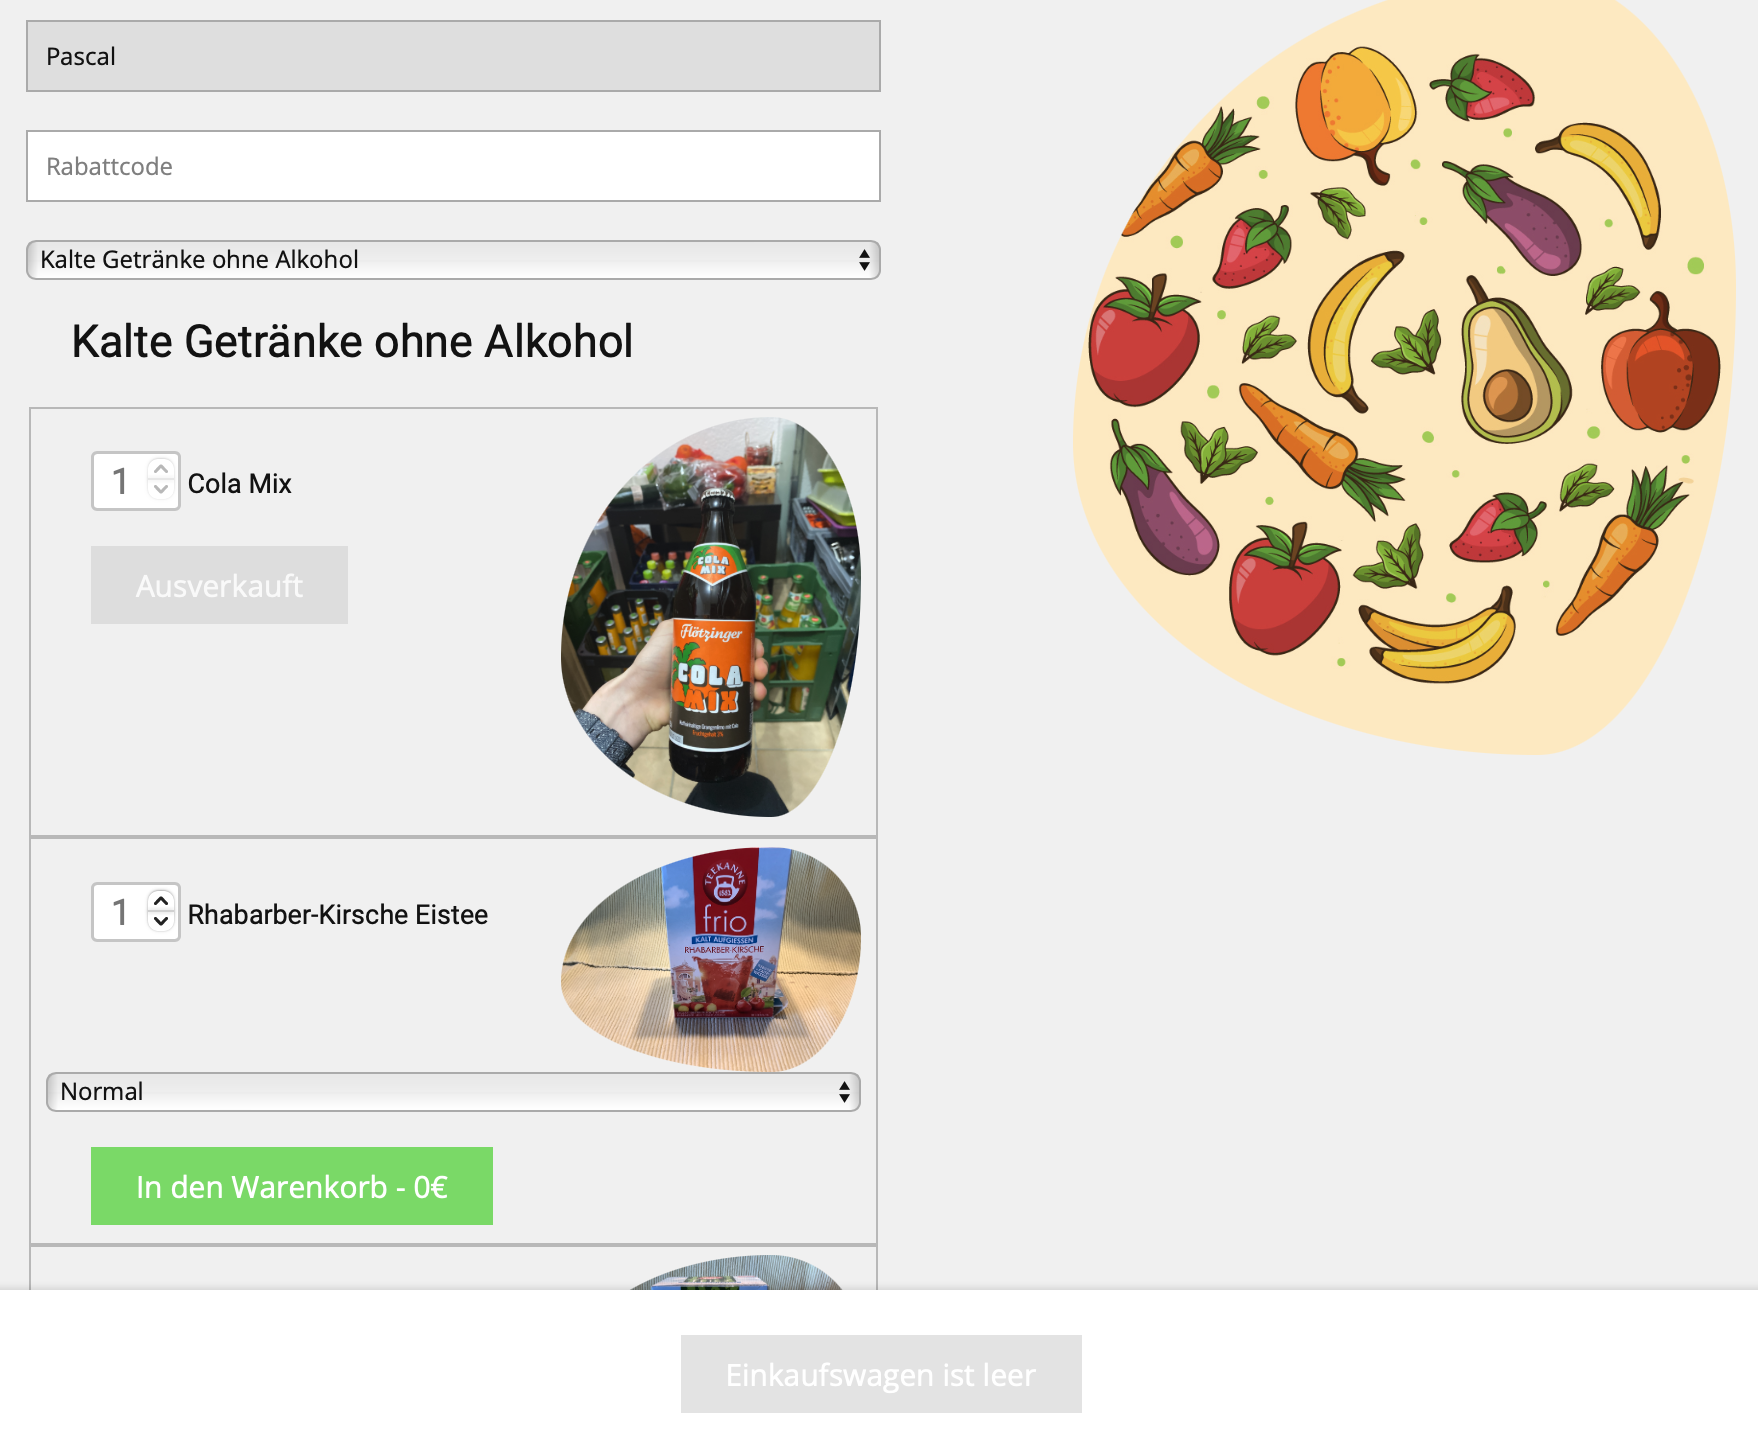 Pascal
Rabattcode
Kalte Getränke ohne Alkohol
Kalte Getränke ohne Alkohol
1 Cola Mix
Ausverkauft
COLA
MIX
Flötzinger
COLA
MIX
1 Rhabarber-Kirsche Eistee
TEEKANNE
1882
frio
KALT AUFGIESSEN
RHABARBER KIRSCHE
Normal
In den Warenkorb - 0€
Einkaufswagen ist leer